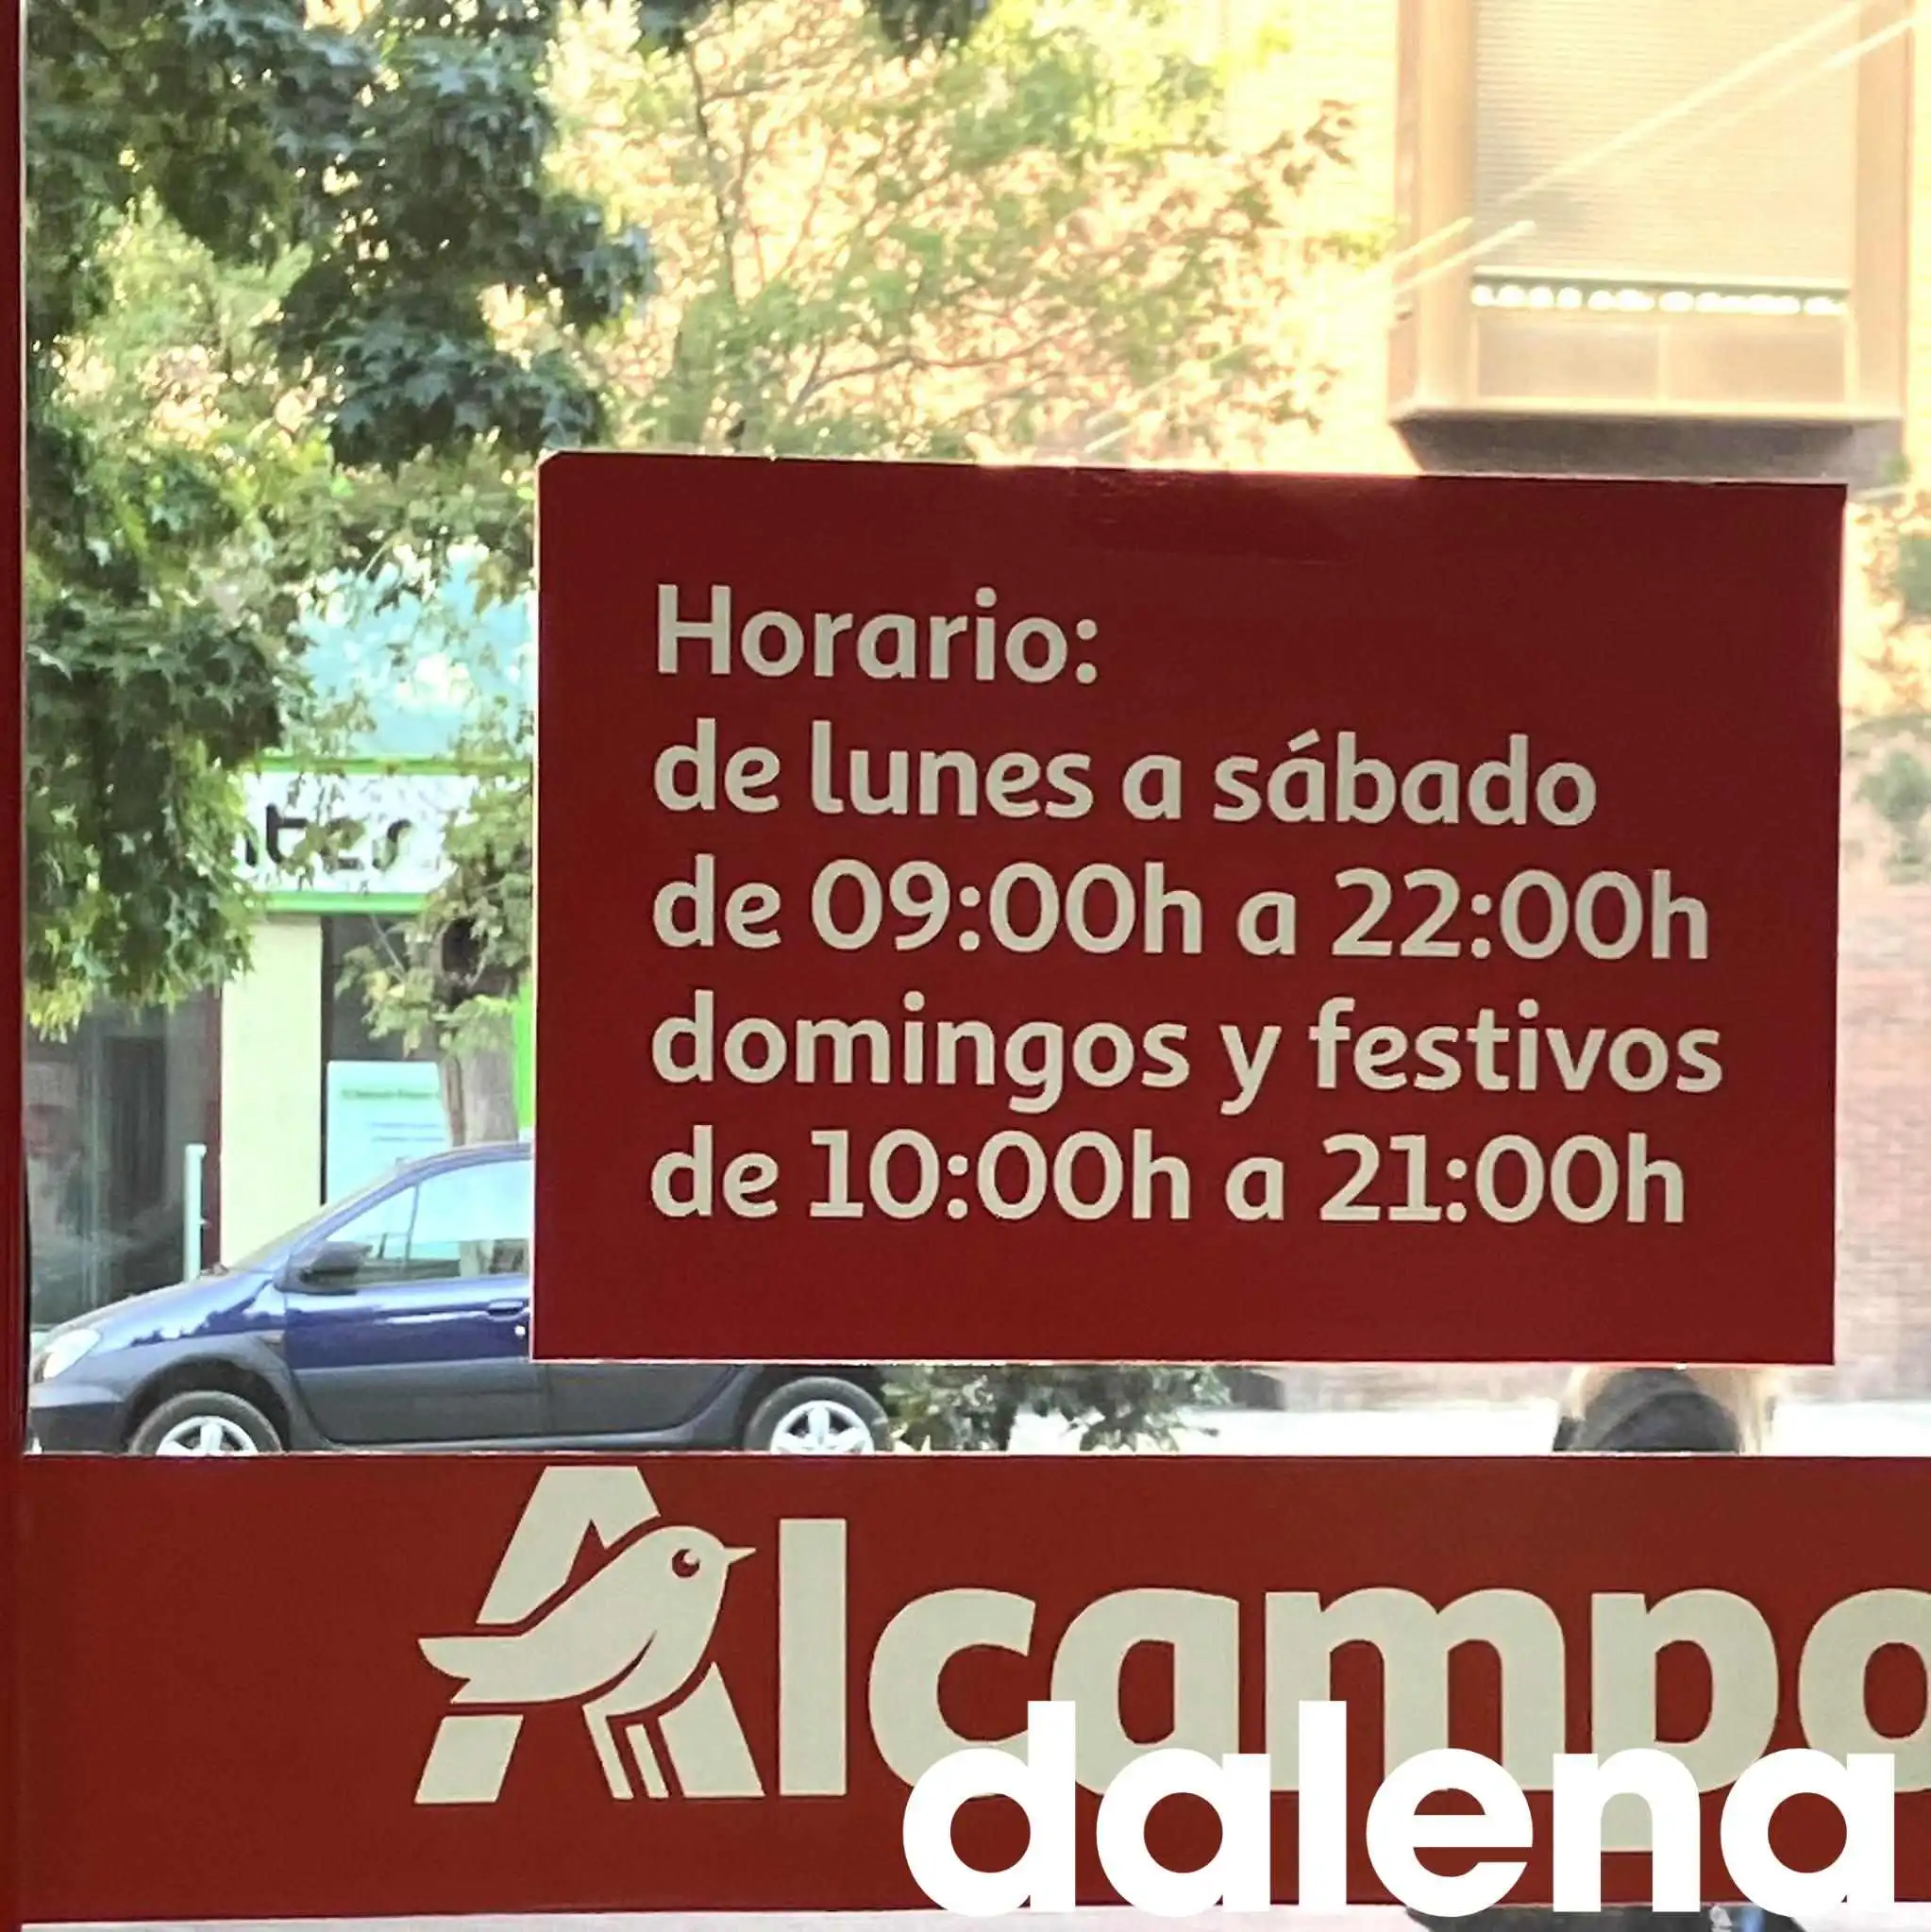 Horario:
de lunes a sábado
de 09:00h a 22:00h
domingos y festivos
de 10:00h a 21:00h
Alcampo
dalena